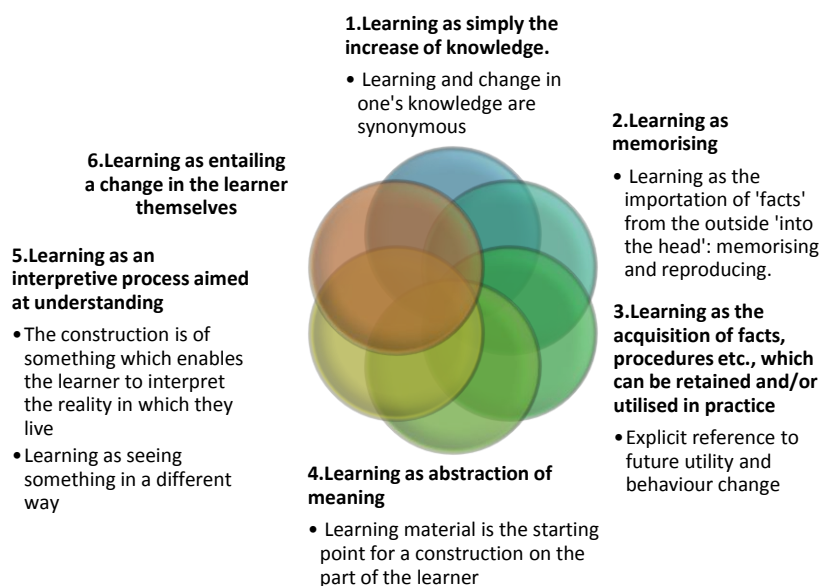 1.Learning as simply the
increase of knowledge.
• Learning and change in
one's knowledge are
synonymous
2.Learning as
memorising
• Learning as the
importation of 'facts'
from the outside 'into
the head': memorising
and reproducing.
3.Learning as the
acquisition of facts,
procedures etc., which
can be retained and/or
utilised in practice
• Explicit reference to
future utility and
behaviour change
4.Learning as abstraction of
meaning
• Learning material is the starting
point for a construction on the
part of the learner
5.Learning as an
interpretive process aimed
at understanding
• The construction is of
something which enables
the learner to interpret
the reality in which they
live
• Learning as seeing
something in a different
way
6.Learning as entailing
a change in the learner
themselves